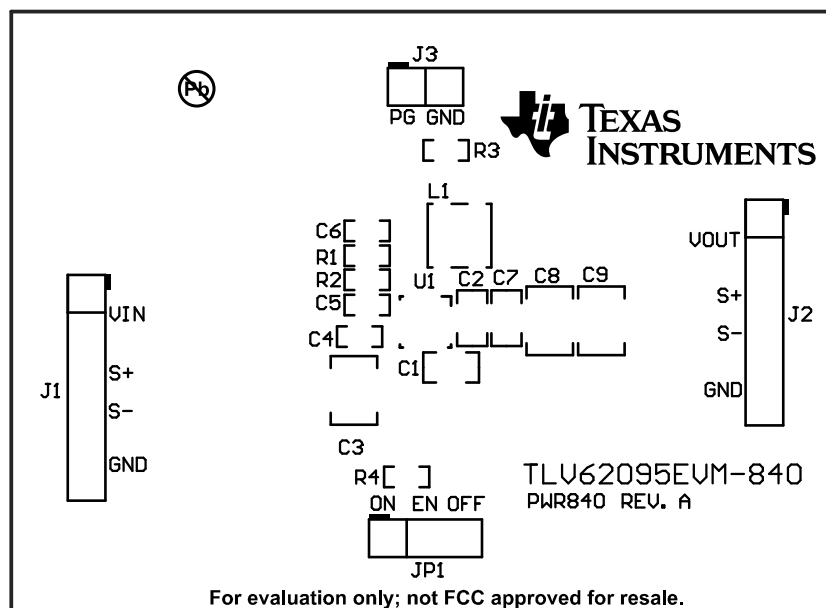 J3
Pb
PG GND
R3
TEXAS
INSTRUMENTS
L1
C6
R1
R2
C5
C4
U1
C2
C7
C8
C9
C1
C3
VOUT
S+
S-
GND
J2
VIN
S+
S-
GND
J1
R4
ON EN OFF
JP1
TLV62095EVM-840
PWR840 REV. A
For evaluation only; not FCC approved for resale.